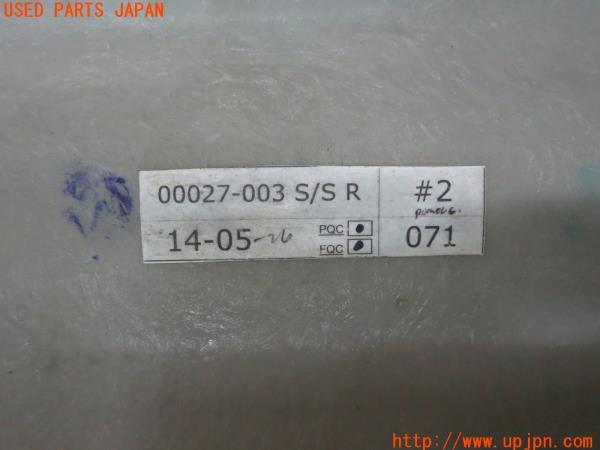 USED PARTS JAPAN
00027-003 S/S R
#2
14-05-26
PQC
FQC
071
http://www.upjpn.com